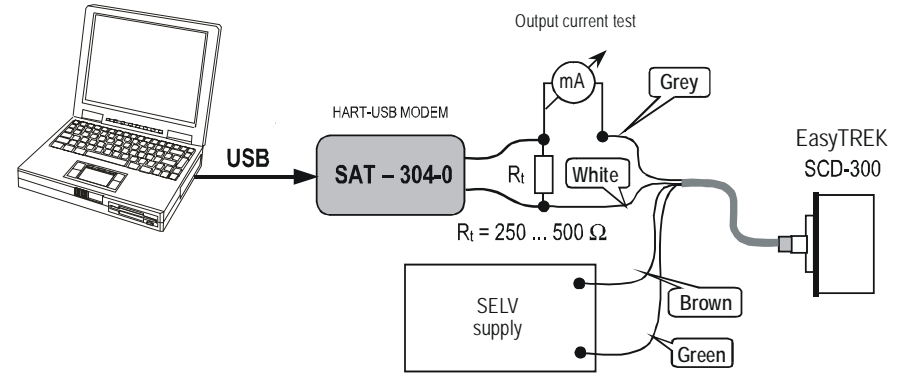 Output current test
mA
Grey
HART-USB MODEM
EasyTREK
SCD-300
USB
SAT – 304-0
Rt
White
Rt = 250 ... 500 Ω
SELV
supply
Brown
Green